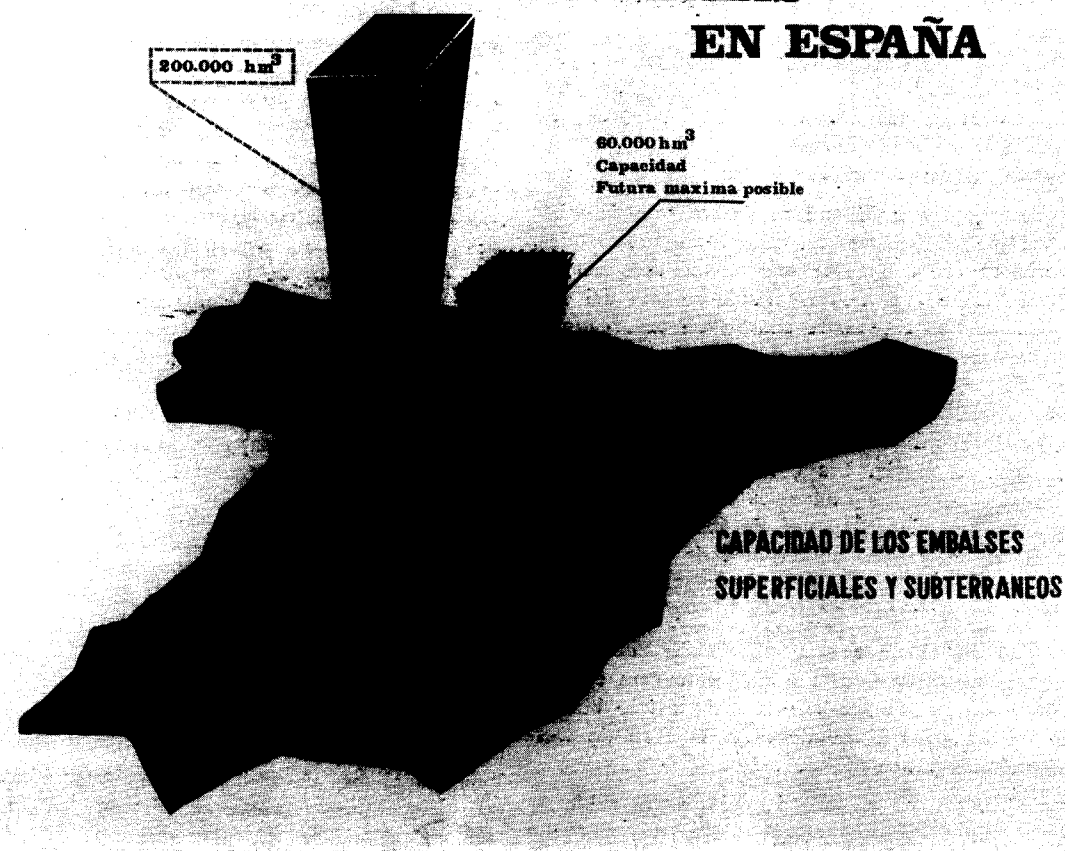 EN ESPAÑA
200.000 hm³
60.000 hm³
Capacidad
Futura maxima posible
CAPACIDAD DE LOS EMBALSES
SUPERFICIALES Y SUBTERRANEOS